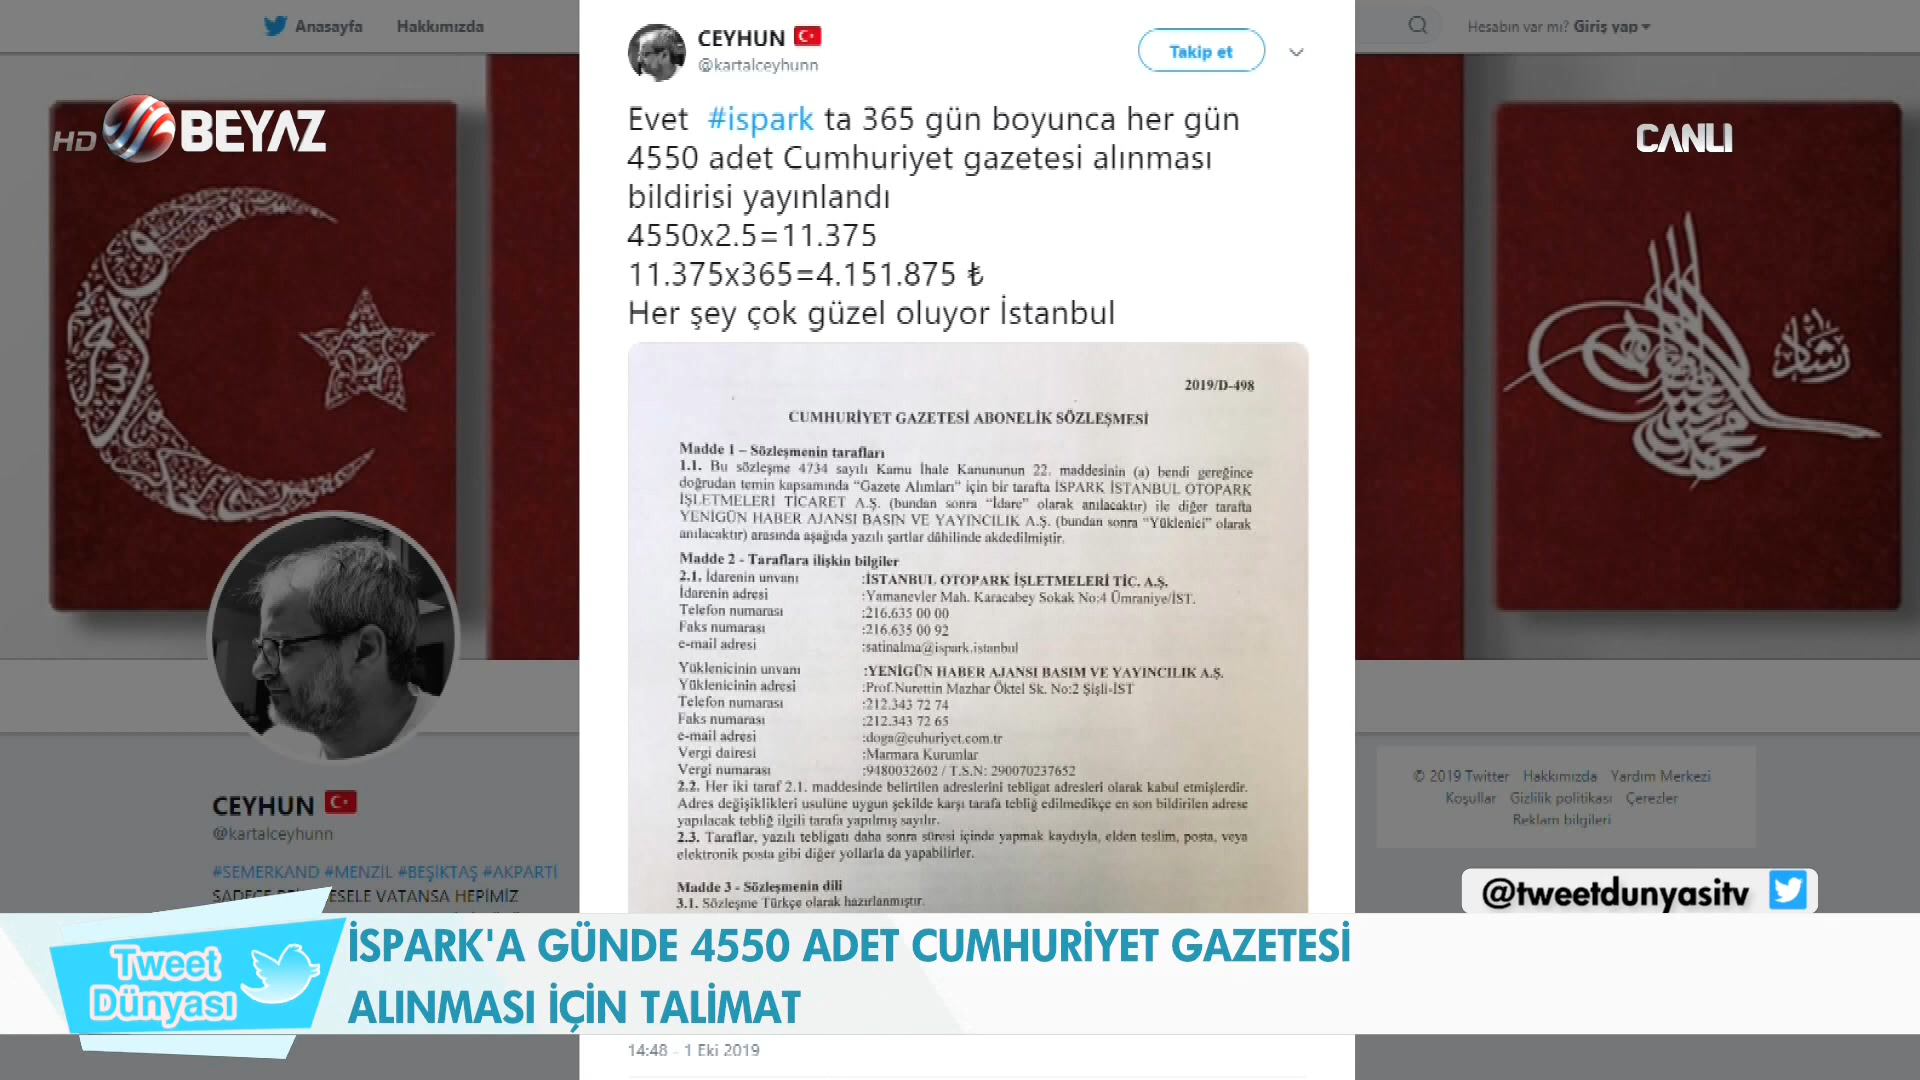 Anasayfa Hakkımızda
Hesabın var mı? Giriş yap
HD BEYAZ
CANLI
CEYHUN
@kartalceyhunn
Takip et
Evet #ispark ta 365 gün boyunca her gün
4550 adet Cumhuriyet gazetesi alınması
bildirisi yayınlandı
4550x2.5=11.375
11.375x365=4.151.875 ₺
Her şey çok güzel oluyor İstanbul
2019/D-498
CUMHURİYET GAZETESİ ABONELİK SÖZLEŞMESİ
Madde 1 – Sözleşmenin tarafları
1.1. Bu sözleşme 4734 sayılı Kamu İhale Kanununun 22. maddesinin (a) bendi gereğince
doğrudan temin kapsamında "Gazete Alımları" için bir tarafta İSPARK İSTANBUL OTOPARK
İŞLETMELERİ TİCARET A.Ş. (bundan sonra "İdare" olarak anılacaktır) ile diğer tarafta
YENİGÜN HABER AJANSI BASIN VE YAYINCILIK A.Ş. (bundan sonra "Yüklenici" olarak
anılacaktır) arasında aşağıda yazılı şartlar dâhilinde akdedilmiştir.
Madde 2 - Taraflara ilişkin bilgiler
2.1. İdarenin unvanı :İSTANBUL OTOPARK İŞLETMELERİ TİC. A.Ş.
İdarenin adresi :Yamanevler Mah. Karacabey Sokak No:4 Ümraniye/İST.
Telefon numarası :216.635 00 00
Faks numarası :216.635 00 92
e-mail adresi :satinalma@ispark.istanbul
Yüklenicinin unvanı :YENİGÜN HABER AJANSI BASIM VE YAYINCILIK A.Ş.
Yüklenicinin adresi :Prof.Nurettin Mazhar Öktel Sk. No:2 Şişli-İST
Telefon numarası :212.343 72 74
Faks numarası :212.343 72 65
e-mail adresi :doga@cuhuriyet.com.tr
Vergi dairesi :Marmara Kurumlar
Vergi numarası :9480032602 / T.S.N: 290070237652
2.2. Her iki taraf 2.1. maddesinde belirtilen adreslerini tebligat adresleri olarak kabul etmişlerdir.
Adres değişiklikleri usulüne uygun şekilde karşı tarafa tebliğ edilmedikçe en son bildirilen adrese
yapılacak tebliğ ilgili tarafa yapılmış sayılır.
2.3. Taraflar, yazılı tebligatı daha sonra süresi içinde yapmak kaydıyla, elden teslim, posta, veya
elektronik posta gibi diğer yollarla da yapabilirler.
Madde 3 - Sözleşmenin dili
3.1. Sözleşme Türkçe olarak hazırlanmıştır.
CEYHUN
@kartalceyhunn
#SEMERKAND #MENZİL #BEŞİKTAŞ #AKPARTİ
SADECE ESELE VATANSA HEPİMİZ
© 2019 Twitter Hakkımızda Yardım Merkezi
Koşullar Gizlilik politikası Çerezler
Reklam bilgileri
@tweetdunyasitv
Tweet
Dünyası
İSPARK'A GÜNDE 4550 ADET CUMHURİYET GAZETESİ
ALINMASI İÇİN TALİMAT
14:48 - 1 Eki 2019